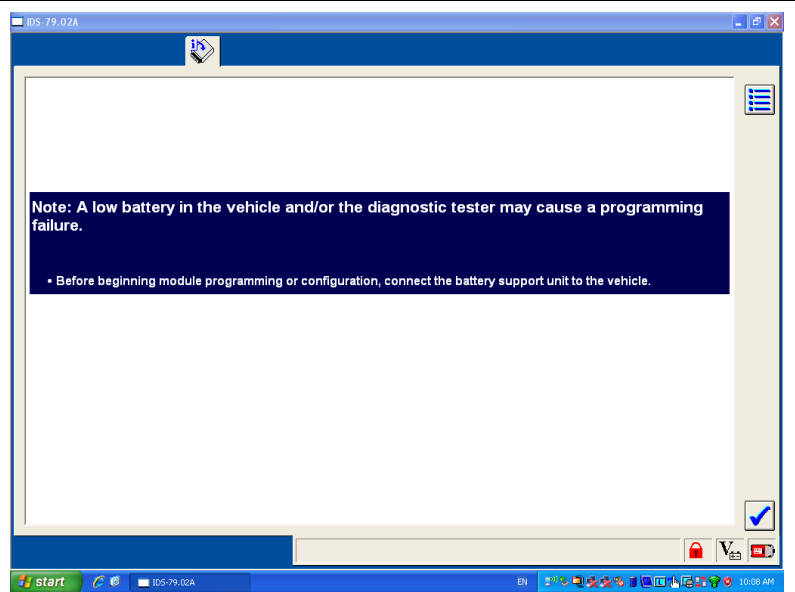 IDS-79.02A
Note: A low battery in the vehicle and/or the diagnostic tester may cause a programming
failure.
• Before beginning module programming or configuration, connect the battery support unit to the vehicle.
V
start
IDS-79.02A
EN
10:08 AM